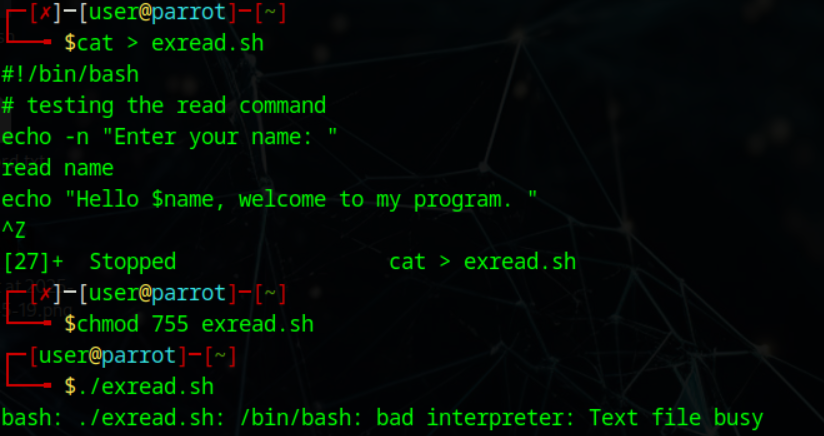 ┌─[✗]─[user@parrot]─[~]
└──╼ $cat > exread.sh
#!/bin/bash
# testing the read command
echo -n "Enter your name: "
read name
echo "Hello $name, welcome to my program. "
^Z
[27]+  Stopped                 cat > exread.sh
┌─[✗]─[user@parrot]─[~]
└──╼ $chmod 755 exread.sh
┌─[user@parrot]─[~]
└──╼ $./exread.sh
bash: ./exread.sh: /bin/bash: bad interpreter: Text file busy